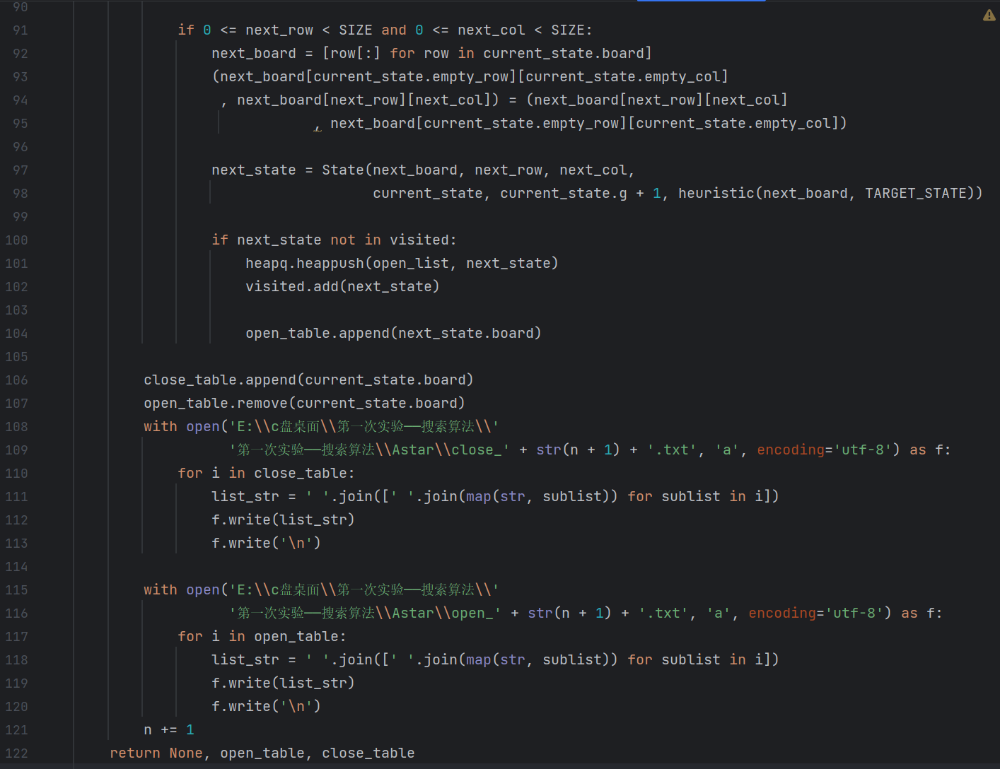 90
91 if 0 <= next_row < SIZE and 0 <= next_col < SIZE:
92 next_board = [row[:] for row in current_state.board]
93 (next_board[current_state.empty_row][current_state.empty_col]
94 , next_board[next_row][next_col]) = (next_board[next_row][next_col]
95 , next_board[current_state.empty_row][current_state.empty_col])
96
97 next_state = State(next_board, next_row, next_col,
98 current_state, current_state.g + 1, heuristic(next_board, TARGET_STATE))
99
100 if next_state not in visited:
101 heapq.heappush(open_list, next_state)
102 visited.add(next_state)
103
104 open_table.append(next_state.board)
105
106 close_table.append(current_state.board)
107 open_table.remove(current_state.board)
108 with open('E:\\c盘桌面\\第一次实验——搜索算法\\'
109 '第一次实验——搜索算法\\Astar\\close_' + str(n + 1) + '.txt', 'a', encoding='utf-8') as f:
110 for i in close_table:
111 list_str = ' '.join([' '.join(map(str, sublist)) for sublist in i])
112 f.write(list_str)
113 f.write('\n')
114
115 with open('E:\\c盘桌面\\第一次实验——搜索算法\\'
116 '第一次实验——搜索算法\\Astar\\open_' + str(n + 1) + '.txt', 'a', encoding='utf-8') as f:
117 for i in open_table:
118 list_str = ' '.join([' '.join(map(str, sublist)) for sublist in i])
119 f.write(list_str)
120 f.write('\n')
121 n += 1
122 return None, open_table, close_table